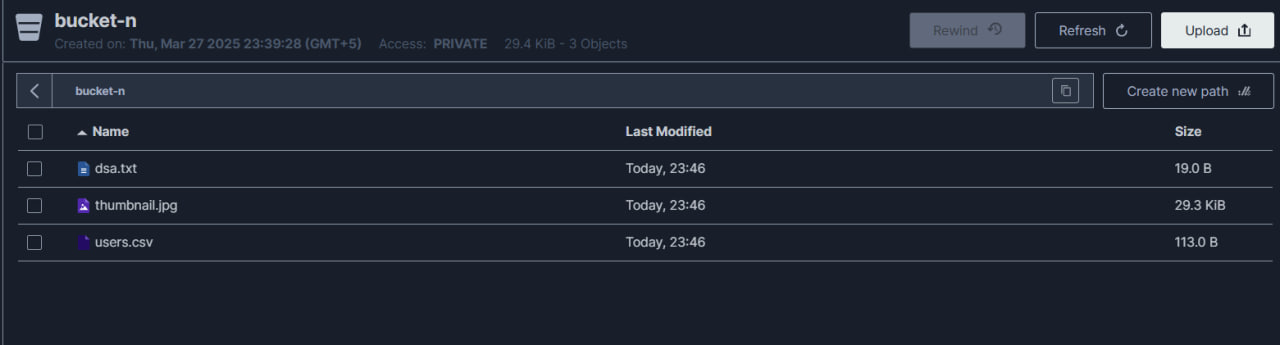 bucket-n
Created on: Thu, Mar 27 2025 23:39:28 (GMT+5) Access: PRIVATE 29.4 KiB - 3 Objects
Rewind Refresh Upload
bucket-n Create new path
Name Last Modified Size
dsa.txt Today, 23:46 19.0 B
thumbnail.jpg Today, 23:46 29.3 KiB
users.csv Today, 23:46 113.0 B